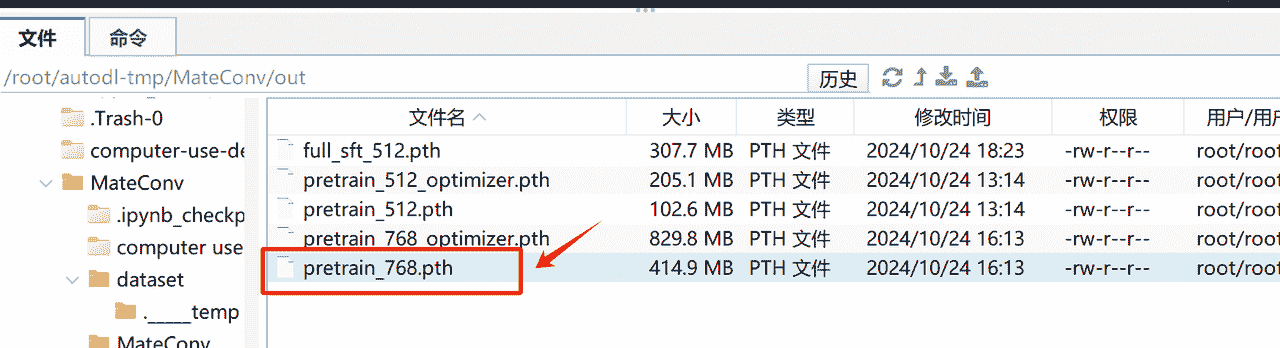 文件 命令
/root/autodl-tmp/MateConv/out 历史
.Trash-0
computer-use-de
MateConv
.ipynb_checkp
computer use
dataset
._____temp
MateConv
文件名 大小 类型 修改时间 权限 用户/用户
full_sft_512.pth 307.7 MB PTH 文件 2024/10/24 18:23 -rw-r--r-- root/root
pretrain_512_optimizer.pth 205.1 MB PTH 文件 2024/10/24 13:14 -rw-r--r-- root/root
pretrain_512.pth 102.6 MB PTH 文件 2024/10/24 13:14 -rw-r--r-- root/root
pretrain_768_optimizer.pth 829.8 MB PTH 文件 2024/10/24 16:13 -rw-r--r-- root/root
pretrain_768.pth 414.9 MB PTH 文件 2024/10/24 16:13 -rw-r--r-- root/root